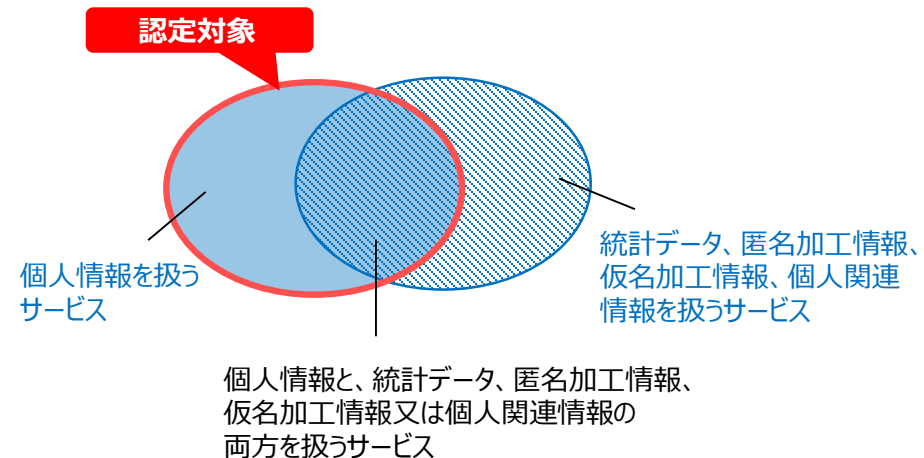 認定対象
個人情報を扱う
サービス
統計データ、匿名加工情報、
仮名加工情報、個人関連
情報を扱うサービス
個人情報と、統計データ、匿名加工情報、
仮名加工情報又は個人関連情報の
両方を扱うサービス